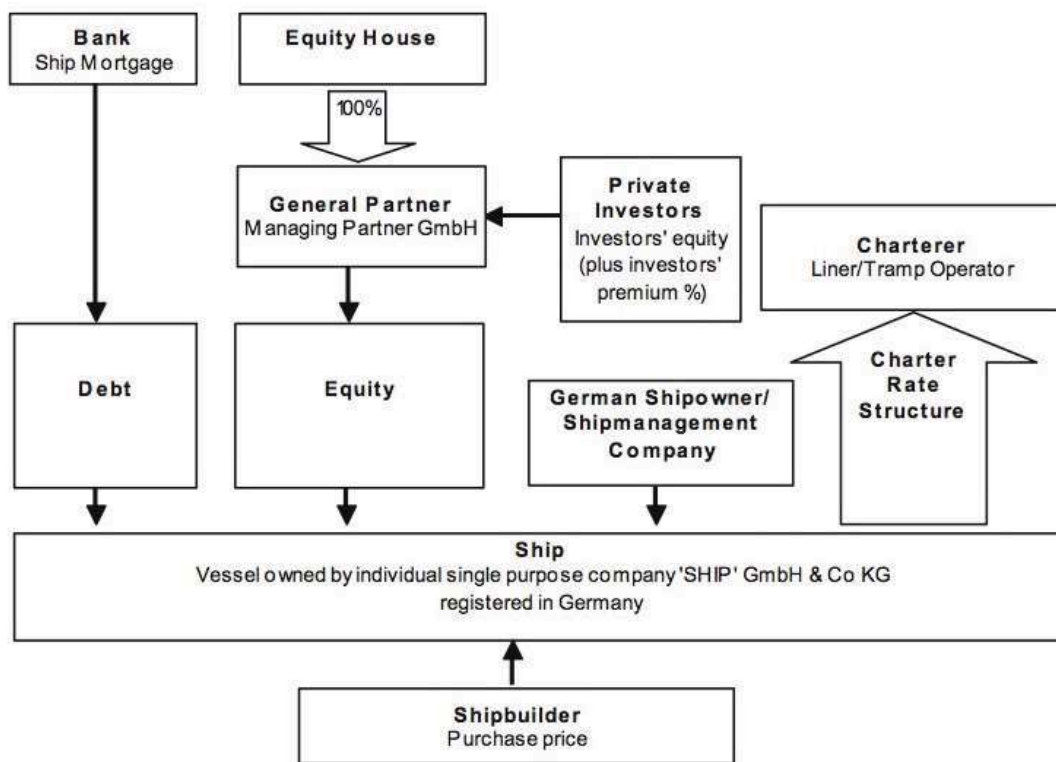 Bank
Ship Mortgage
Equity House
100%
General Partner
Managing Partner GmbH
Private
Investors
Investors' equity
(plus investors'
premium %)
Charterer
Liner/Tramp Operator
Debt
Equity
German Shipowner/
Shipmanagement
Company
Charter
Rate
Structure
Ship
Vessel owned by individual single purpose company 'SHIP' GmbH & Co KG
registered in Germany
Shipbuilder
Purchase price